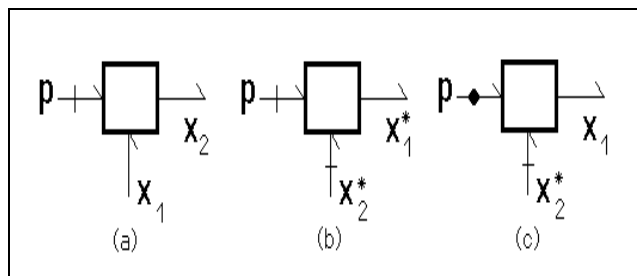 p x₂ x₁ (a)
p x₁* x₂* (b)
p x₁ x₂* (c)